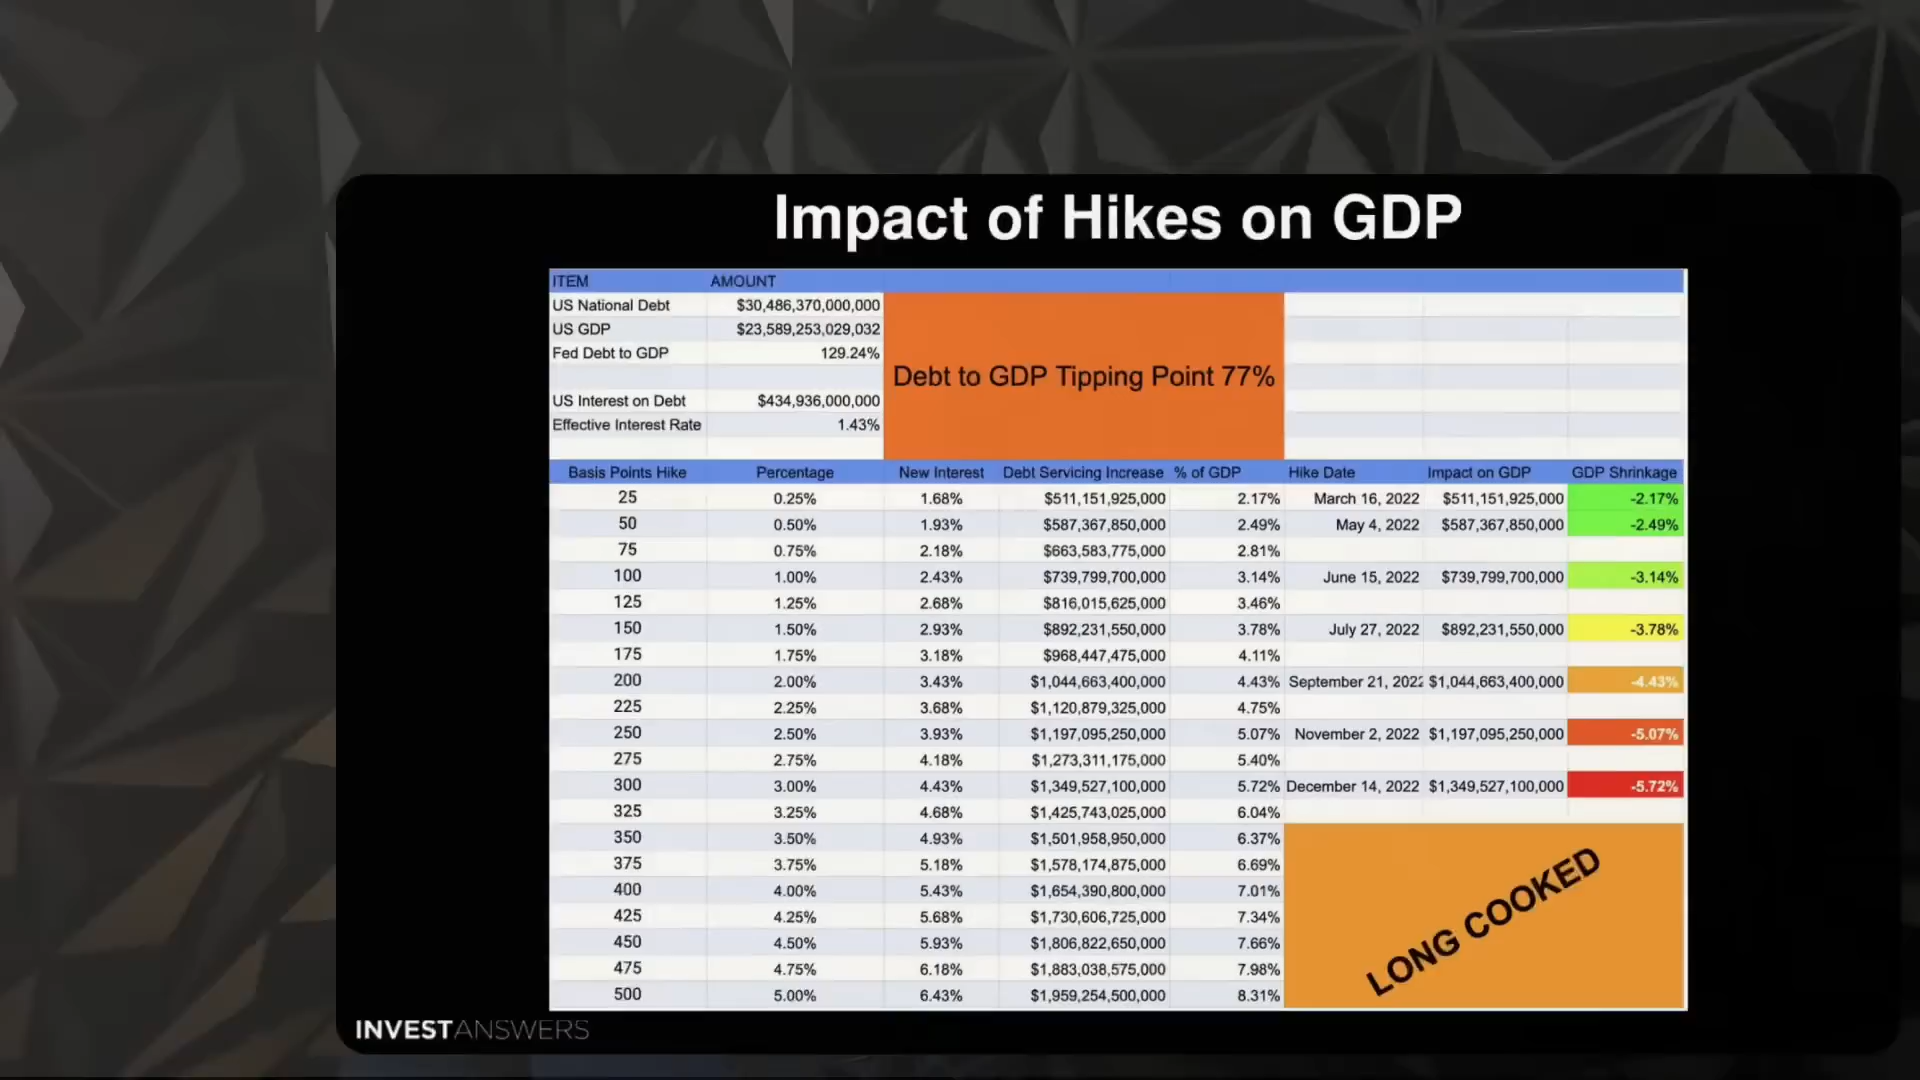 Impact of Hikes on GDP
ITEM AMOUNT
US National Debt $30,486,370,000,000
US GDP $23,589,253,029,032
Fed Debt to GDP 129.24%
Debt to GDP Tipping Point 77%
US Interest on Debt $434,936,000,000
Effective Interest Rate 1.43%
Basis Points Hike Percentage New Interest Debt Servicing Increase % of GDP Hike Date Impact on GDP GDP Shrinkage
25 0.25% 1.68% $511,151,925,000 2.17% March 16, 2022 $511,151,925,000 -2.17%
50 0.50% 1.93% $587,367,850,000 2.49% May 4, 2022 $587,367,850,000 -2.49%
75 0.75% 2.18% $663,583,775,000 2.81%
100 1.00% 2.43% $739,799,700,000 3.14% June 15, 2022 $739,799,700,000 -3.14%
125 1.25% 2.68% $816,015,625,000 3.46%
150 1.50% 2.93% $892,231,550,000 3.78% July 27, 2022 $892,231,550,000 -3.78%
175 1.75% 3.18% $968,447,475,000 4.11%
200 2.00% 3.43% $1,044,663,400,000 4.43% September 21, 2022 $1,044,663,400,000 -4.43%
225 2.25% 3.68% $1,120,879,325,000 4.75%
250 2.50% 3.93% $1,197,095,250,000 5.07% November 2, 2022 $1,197,095,250,000 -5.07%
275 2.75% 4.18% $1,273,311,175,000 5.40%
300 3.00% 4.43% $1,349,527,100,000 5.72% December 14, 2022 $1,349,527,100,000 -5.72%
325 3.25% 4.68% $1,425,743,025,000 6.04%
350 3.50% 4.93% $1,501,958,950,000 6.37%
375 3.75% 5.18% $1,578,174,875,000 6.69%
400 4.00% 5.43% $1,654,390,800,000 7.01%
425 4.25% 5.68% $1,730,606,725,000 7.34%
450 4.50% 5.93% $1,806,822,650,000 7.66%
475 4.75% 6.18% $1,883,038,575,000 7.98%
500 5.00% 6.43% $1,959,254,500,000 8.31%
LONG COOKED
INVESTANSWERS